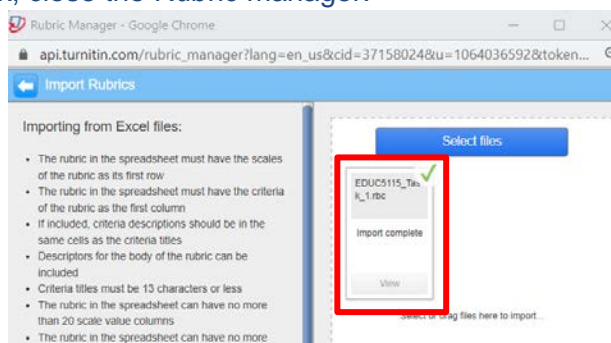 , close the Rubric manager.
Rubric Manager - Google Chrome
api.turnitin.com/rubric_manager?lang=en_us&cid=37158024&u=1064036592&token...
Import Rubrics
Importing from Excel files:
• The rubric in the spreadsheet must have the scales
of the rubric as its first row
• The rubric in the spreadsheet must have the criteria
of the rubric as the first column
• If included, criteria descriptions should be in the
same cells as the criteria titles
• Descriptors for the body of the rubric can be
included
• Criteria titles must be 13 characters or less
• The rubric in the spreadsheet can have no more
than 20 scale value columns
• The rubric in the spreadsheet can have no more
Select files
EDUC5115_Tas
k_1.rbc
Import complete
View
Select or drag files here to import...